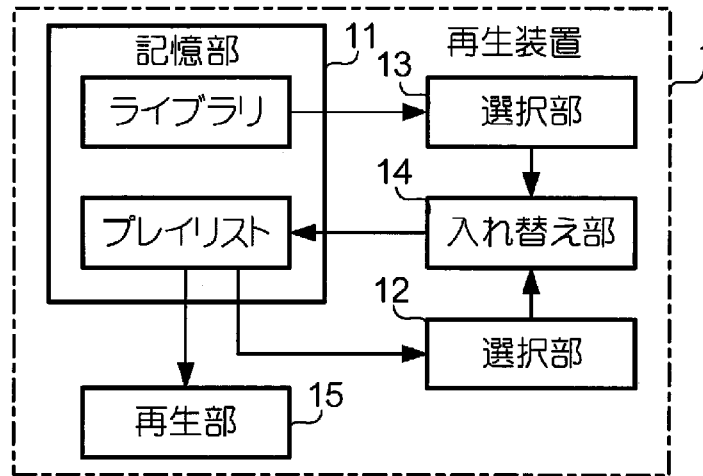 記憶部
11
再生装置
1
ライブラリ
13
選択部
プレイリスト
14
入れ替え部
12
選択部
再生部
15